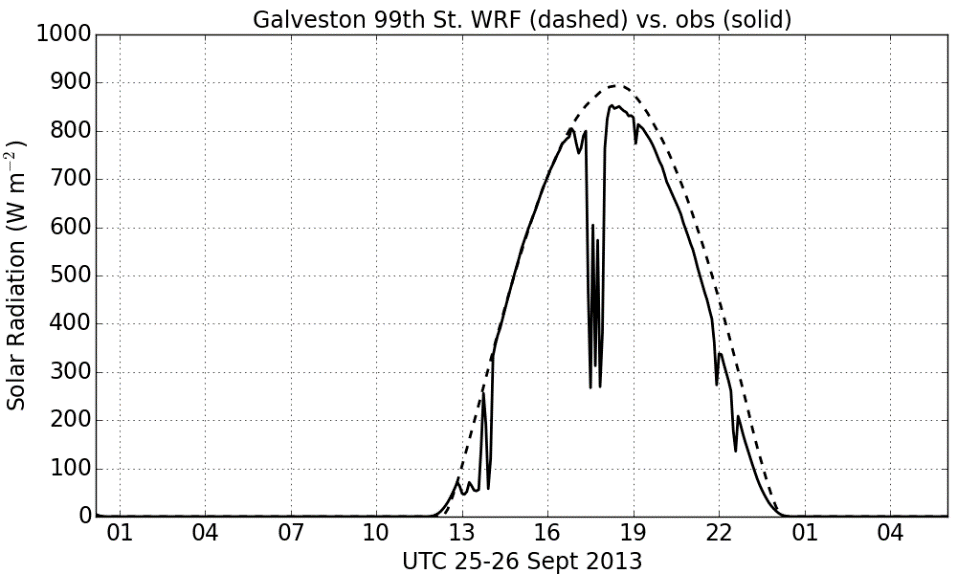 Galveston 99th St. WRF (dashed) vs. obs (solid)
1000
900
800
700
600
500
400
300
200
100
0
Solar Radiation (W m⁻²)
01 04 07 10 13 16 19 22 01 04
UTC 25-26 Sept 2013